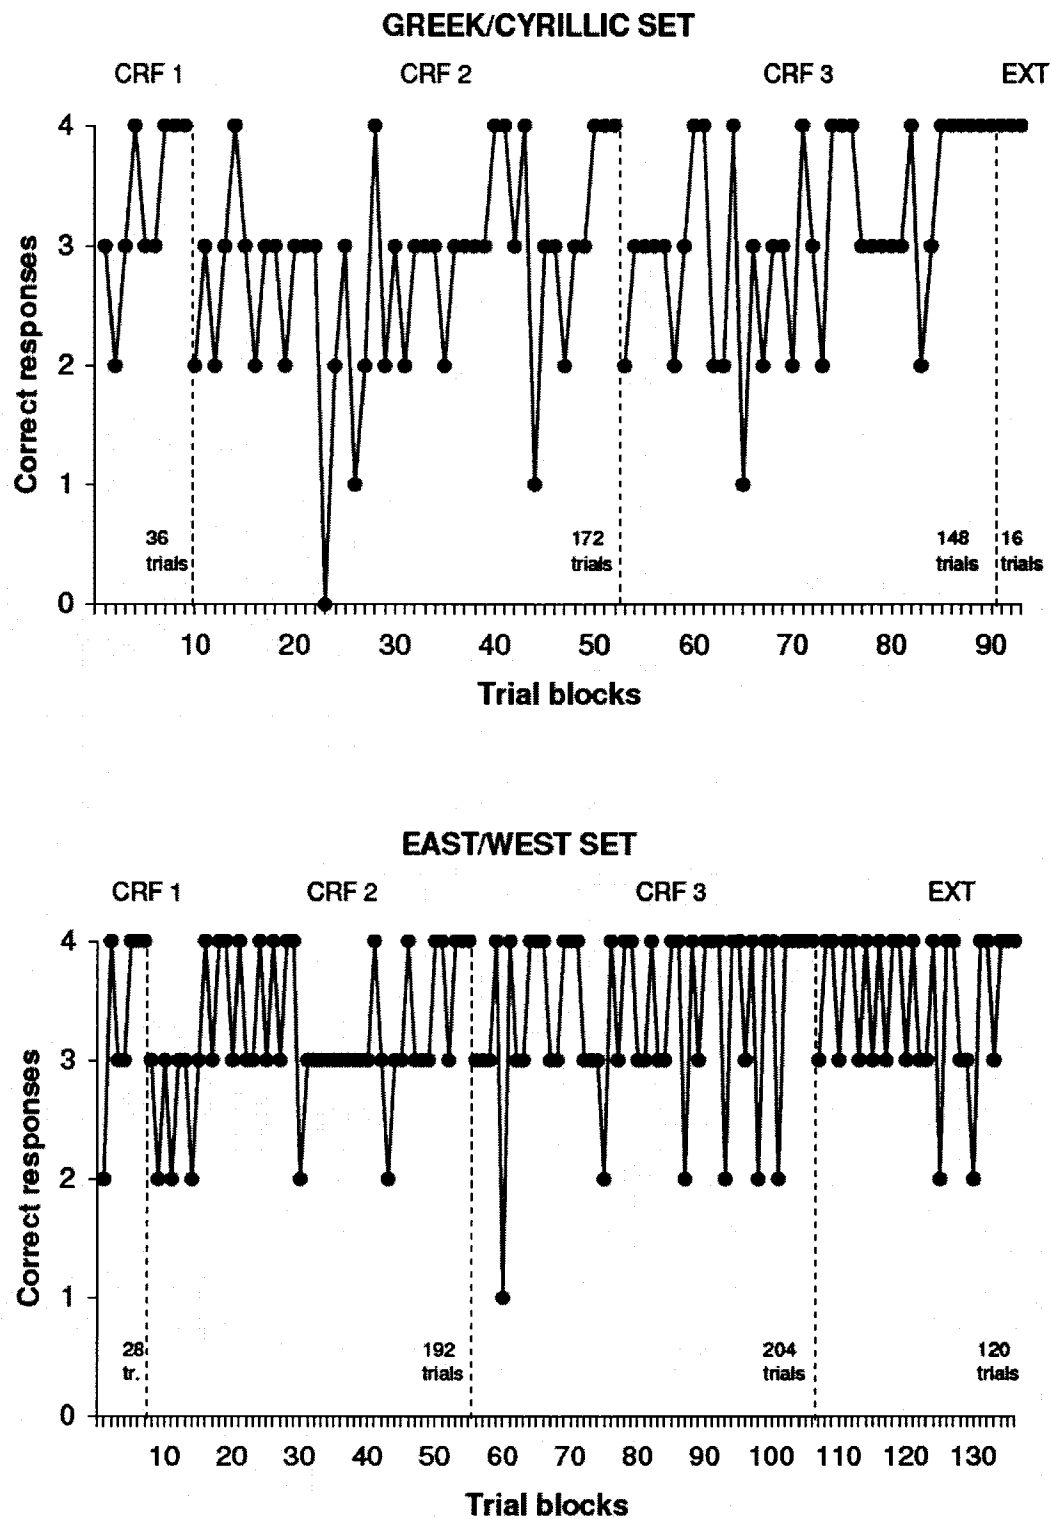 GREEK/CYRILLIC SET
CRF 1 CRF 2 CRF 3 EXT
4
3
2
1
0
Correct responses
36 trials
172 trials
148 trials
16 trials
10 20 30 40 50 60 70 80 90
Trial blocks
EAST/WEST SET
CRF 1 CRF 2 CRF 3 EXT
4
3
2
1
0
Correct responses
28 tr.
192 trials
204 trials
120 trials
10 20 30 40 50 60 70 80 90 100 110 120 130
Trial blocks